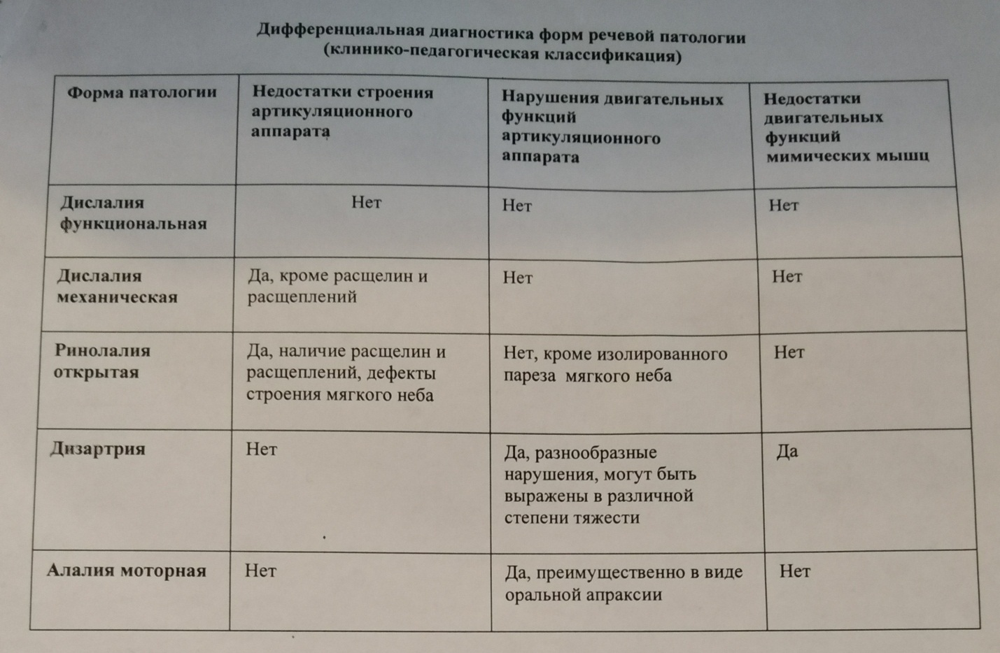 Дифференциальная диагностика форм речевой патологии
(клинико-педагогическая классификация)
Форма патологии
Недостатки строения
артикуляционного
аппарата
Нарушения двигательных
функций
артикуляционного
аппарата
Недостатки
двигательных
функций
мимических мышц
Дислалия
функциональная
Нет
Нет
Нет
Дислалия
механическая
Да, кроме расщелин и
расщеплений
Нет
Нет
Ринолалия
открытая
Да, наличие расщелин и
расщеплений, дефекты
строения мягкого неба
Нет, кроме изолированного
пареза мягкого неба
Нет
Дизартрия
Нет
Да, разнообразные
нарушения, могут быть
выражены в различной
степени тяжести
Да
Алалия моторная
Нет
Да, преимущественно в виде
оральной апраксии
Нет